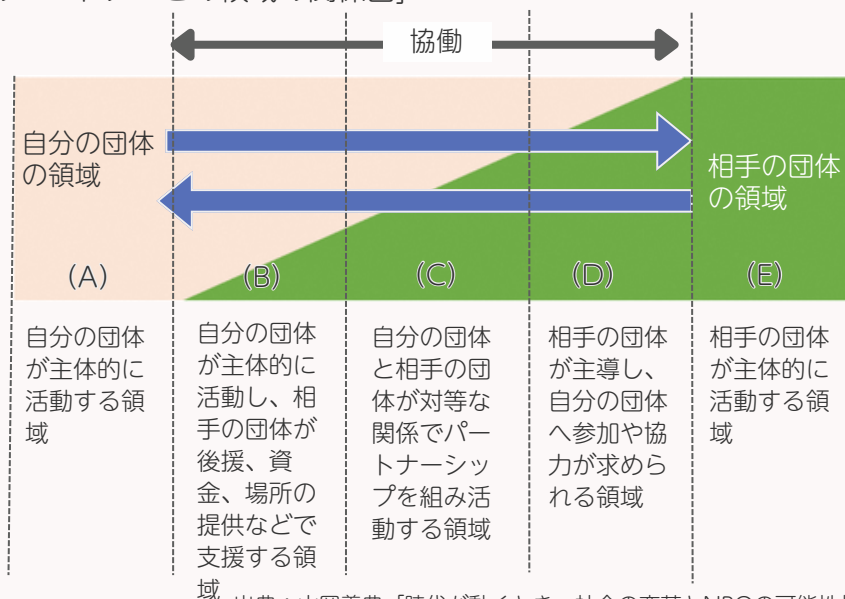 協働
自分の団体
の領域
相手の団体
の領域
(A)
(B)
(C)
(D)
(E)
自分の団体
が主体的に
活動する領
域
自分の団体
が主体的に
活動し、相
手の団体が
後援、資
金、場所の
提供などで
支援する領
域
自分の団体
と相手の団
体が対等な
関係でパー
トナーシッ
プを組み活
動する領域
相手の団体
が主導し、
自分の団体
へ参加や協
力が求めら
れる領域
相手の団体
が主体的に
活動する領
域